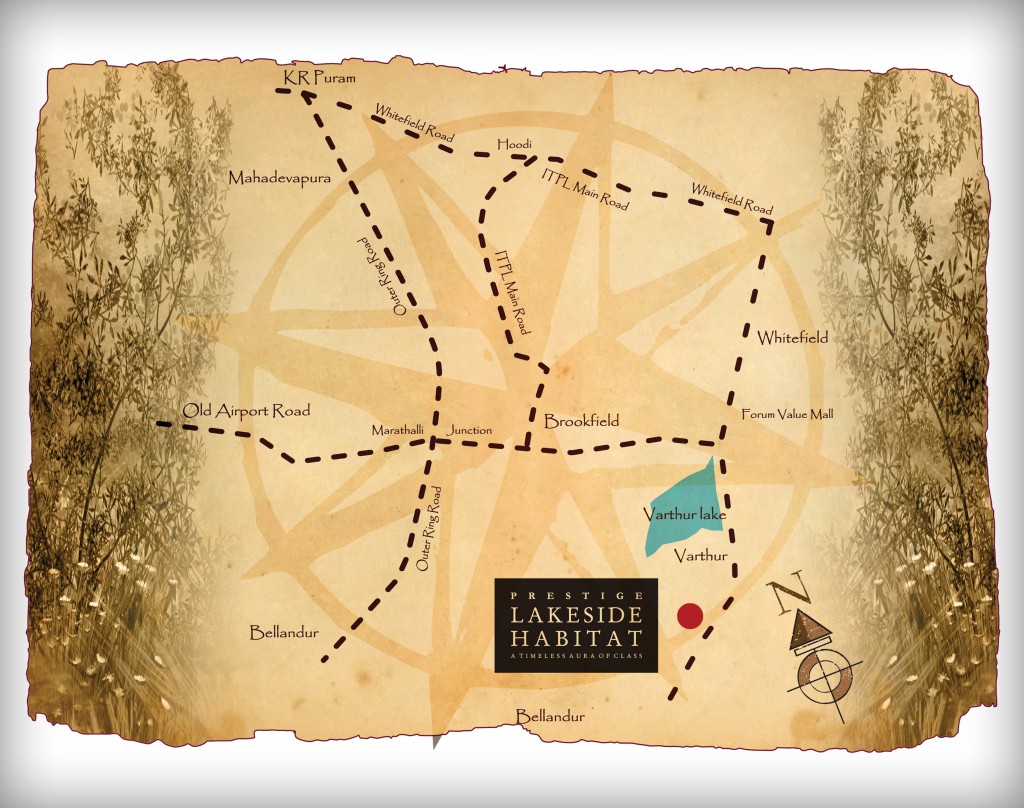 KR Puram
Whitefield Road
Hoodi
Mahadevapura
ITPL Main Road
Whitefield Road
Outer Ring Road
ITPL Main Road
Whitefield
Old Airport Road
Forum Value Mall
Marathalli Junction
Brookfield
Outer Ring Road
Varthur lake
Varthur
N
PRESTIGE
LAKESIDE
HABITAT
A TIMELESS AURA OF CLASS
Bellandur
Bellandur